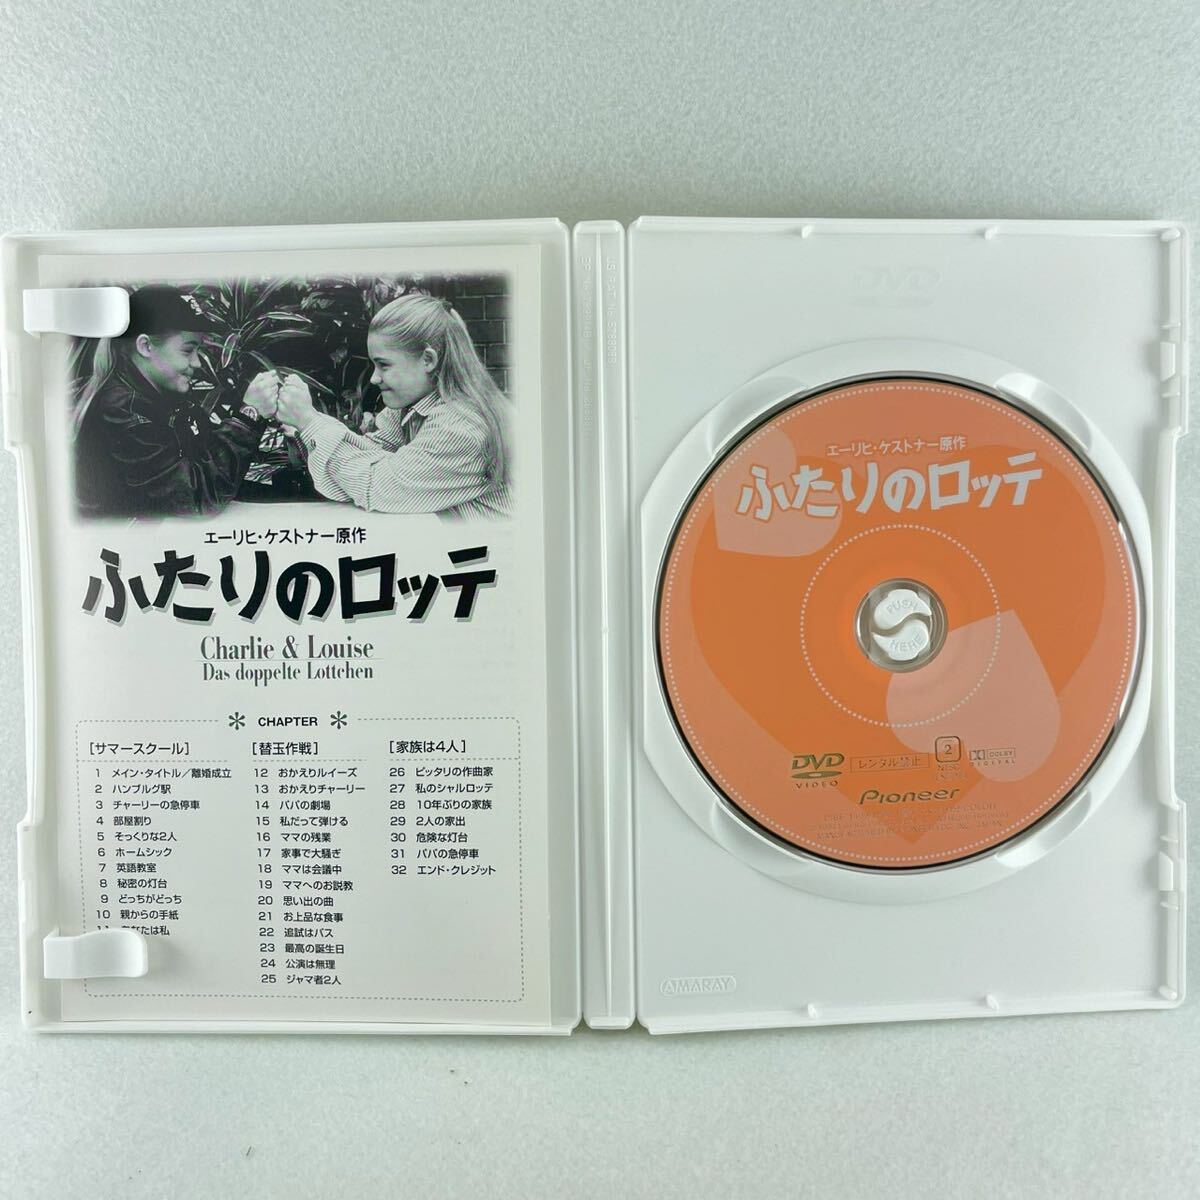 エーリヒ・ケストナー原作
ふたりのロッテ
Charlie & Louise
Das doppelte Lottchen
CHAPTER
[サマースクール]
1 メイン・タイトル／離婚成立
2 ハンブルグ駅
3 チャーリーの急停車
4 部屋割り
5 そっくりな2人
6 ホームシック
7 英語教室
8 秘密の灯台
9 どっちがどっち
10 親からの手紙
たは私
[替玉作戦]
12 おかえりルイーズ
13 おかえりチャーリー
14 パパの劇場
15 私だって弾ける
16 ママの残業
17 家事で大騒ぎ
18 ママは会議中
19 ママへのお説教
20 思い出の曲
21 お上品な食事
22 追試はパス
23 最高の誕生日
24 公演は無理
25 ジャマ者2人
[家族は4人]
26 ピッタリの作曲家
27 私のシャルロッテ
28 10年ぶりの家族
29 2人の家出
30 危険な灯台
31 パパの急停車
32 エンド・クレジット
DVD
エーリヒ・ケストナー原作
ふたりのロッテ
PUSH
HERE
DVD
VIDEO
レンタル禁止
2
NTSC
DOLBY
DIGITAL
Pioneer
AMARAY